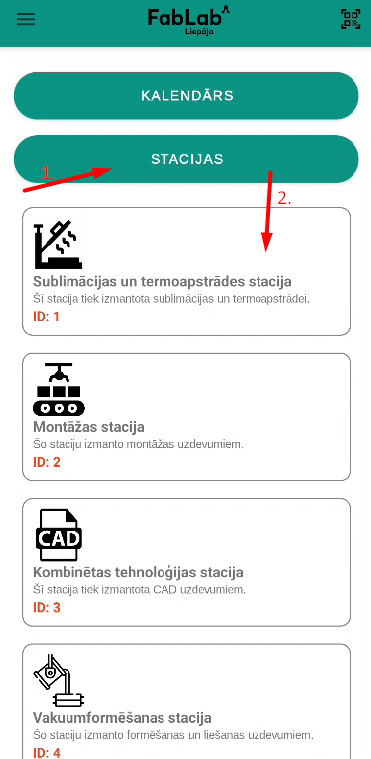 FabLab
Liepāja
KALENDĀRS
STACIJAS
1.
2.
Sublimācijas un termoapstrādes stacija
Šī stacija tiek izmantota sublimācijas un termoapstrādei.
ID: 1
Montāžas stacija
Šo staciju izmanto montāžas uzdevumiem.
ID: 2
CAD
Kombinētas tehnoloģijas stacija
Šī stacija tiek izmantota CAD uzdevumiem.
ID: 3
Vakuumformēšanas stacija
Šo staciju izmanto formēšanas un liešanas uzdevumiem.
ID: 4